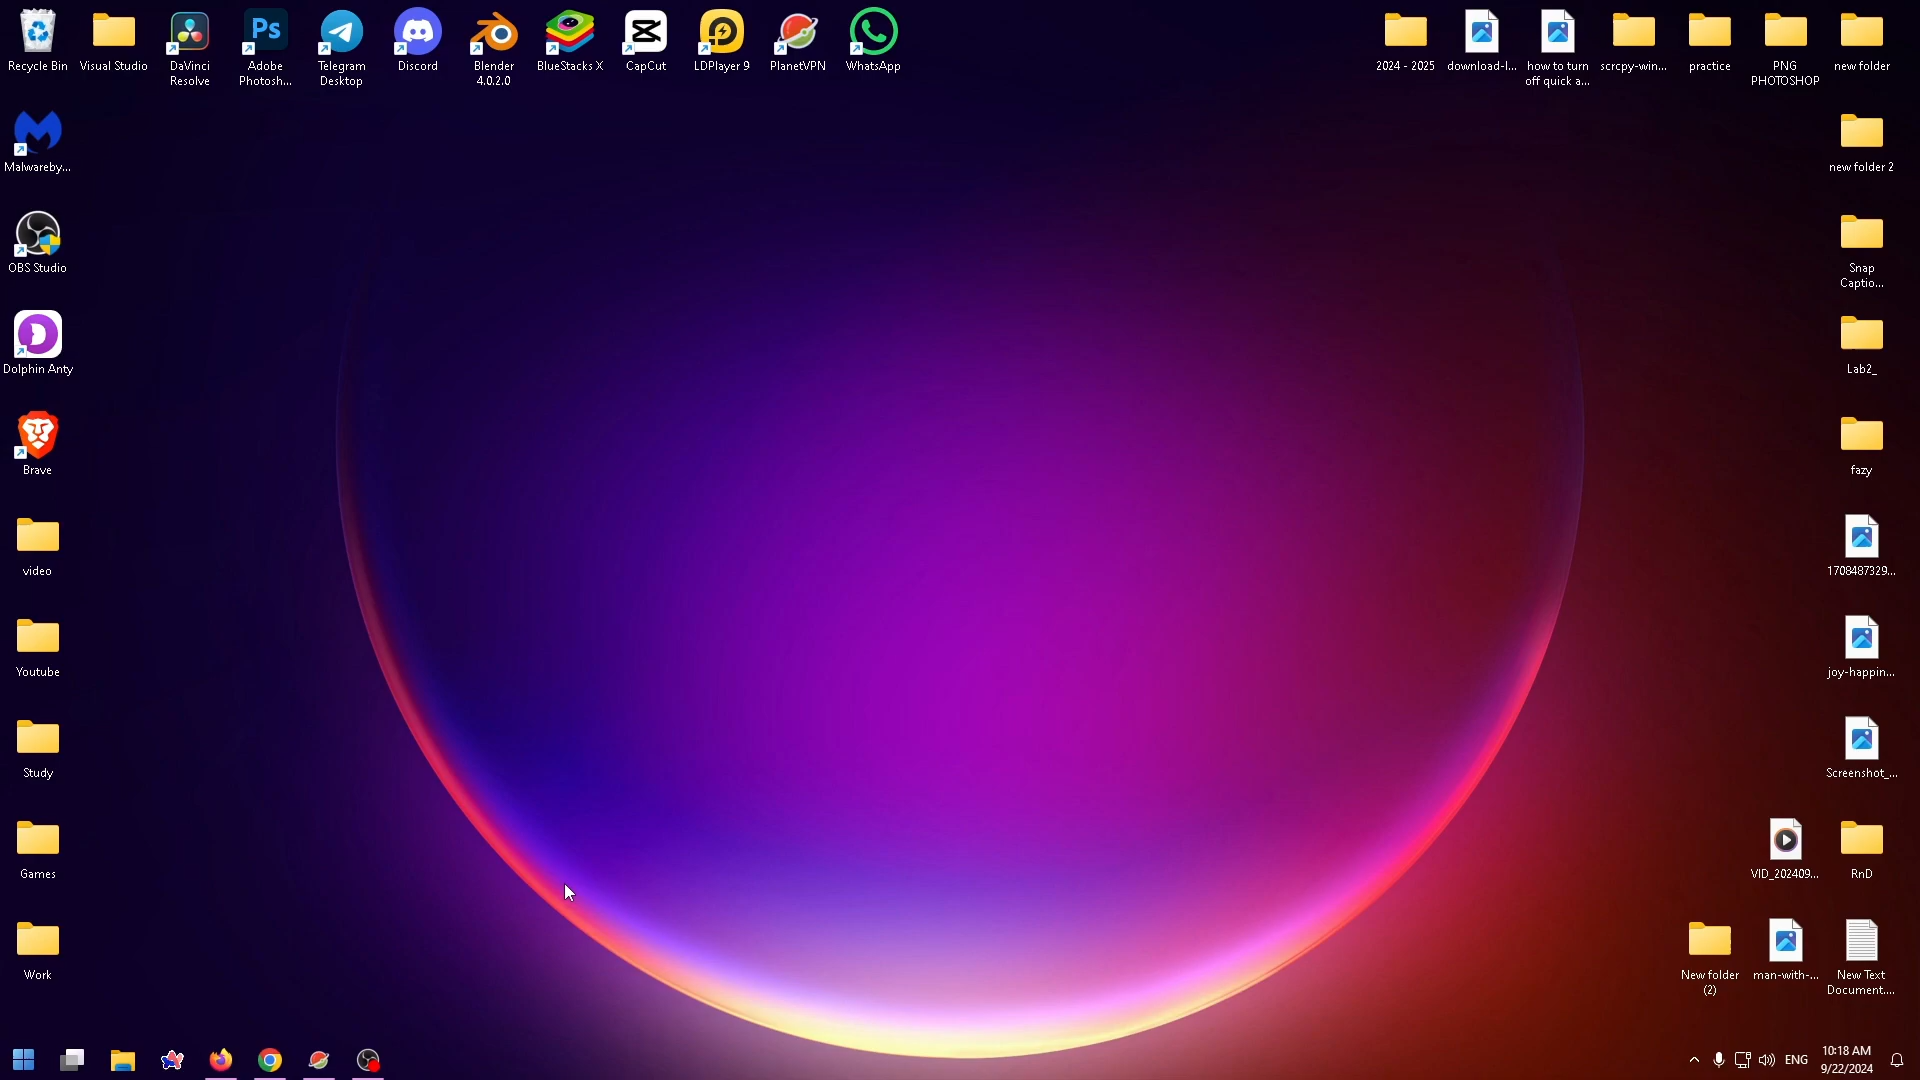 Recycle Bin
Visual Studio
DaVinci
Resolve
Ps
Adobe
Photosh...
Telegram
Desktop
Discord
Blender
4.0.2.0
BlueStacks X
CapCut
LDPlayer 9
PlanetVPN
WhatsApp
2024 - 2025
download-l...
how to turn
off quick a...
scrcpy-win...
practice
PNG
PHOTOSHOP
new folder
Malwareby...
new folder 2
OBS Studio
Snap
Captio...
Dolphin Anty
Lab2_
Brave
fazy
video
1708487329...
Youtube
joy-happin...
Study
Screenshot_...
Games
VID_202409...
RnD
Work
New folder
(2)
man-with-...
New Text
Document....
ENG
10:18 AM
9/22/2024